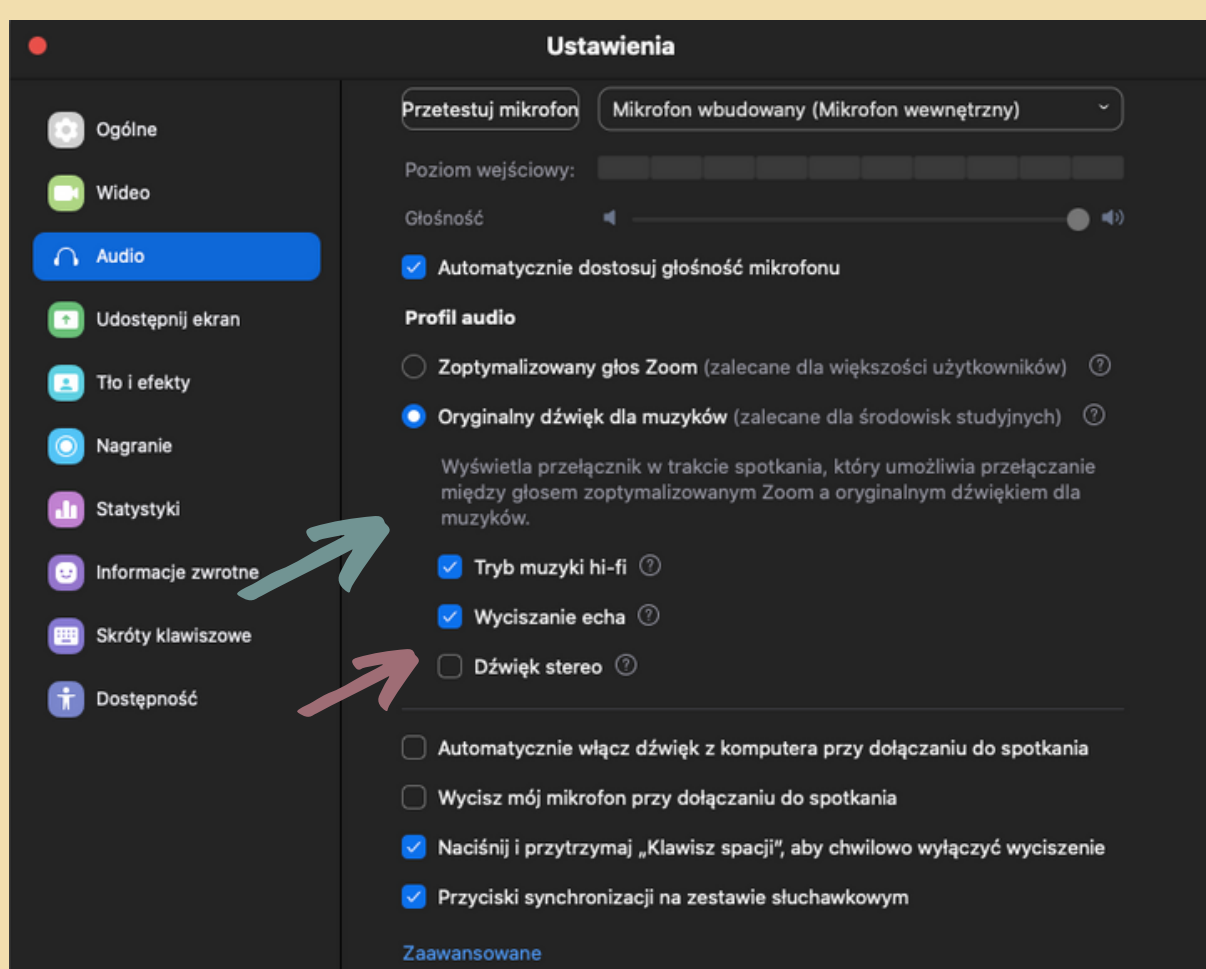 Ustawienia
Ogólne
Wideo
Audio
Udostępnij ekran
Tło i efekty
Nagranie
Statystyki
Informacje zwrotne
Skróty klawiszowe
Dostępność
Przetestuj mikrofon
Mikrofon wbudowany (Mikrofon wewnętrzny)
Poziom wejściowy:
Głośność
Automatycznie dostosuj głośność mikrofonu
Profil audio
Zoptymalizowany głos Zoom (zalecane dla większości użytkowników) ?
Oryginalny dźwięk dla muzyków (zalecane dla środowisk studyjnych) ?
Wyświetla przełącznik w trakcie spotkania, który umożliwia przełączanie
między głosem zoptymalizowanym Zoom a oryginalnym dźwiękiem dla
muzyków.
Tryb muzyki hi-fi ?
Wyciszanie echa ?
Dźwięk stereo ?
Automatycznie włącz dźwięk z komputera przy dołączaniu do spotkania
Wycisz mój mikrofon przy dołączaniu do spotkania
Naciśnij i przytrzymaj „Klawisz spacji”, aby chwilowo wyłączyć wyciszenie
Przyciski synchronizacji na zestawie słuchawkowym
Zaawansowane